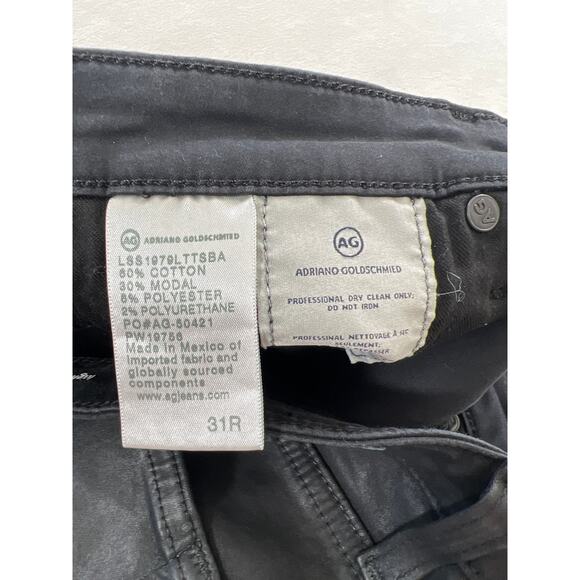 AG ADRIANO GOLDSCHMIED
LSS1979LTTSBA
60% COTTON
30% MODAL
8% POLYESTER
2% POLYURETHANE
PO#AG-50421
PW19756
Made in Mexico of
imported fabric and
globally sourced
components
www.agjeans.com
31R
AG
ADRIANO GOLDSCHMIED
PROFESSIONAL DRY CLEAN ONLY;
DO NOT IRON
PROFESSINAL NETTOYAGE À SEC
SEULEMENT;